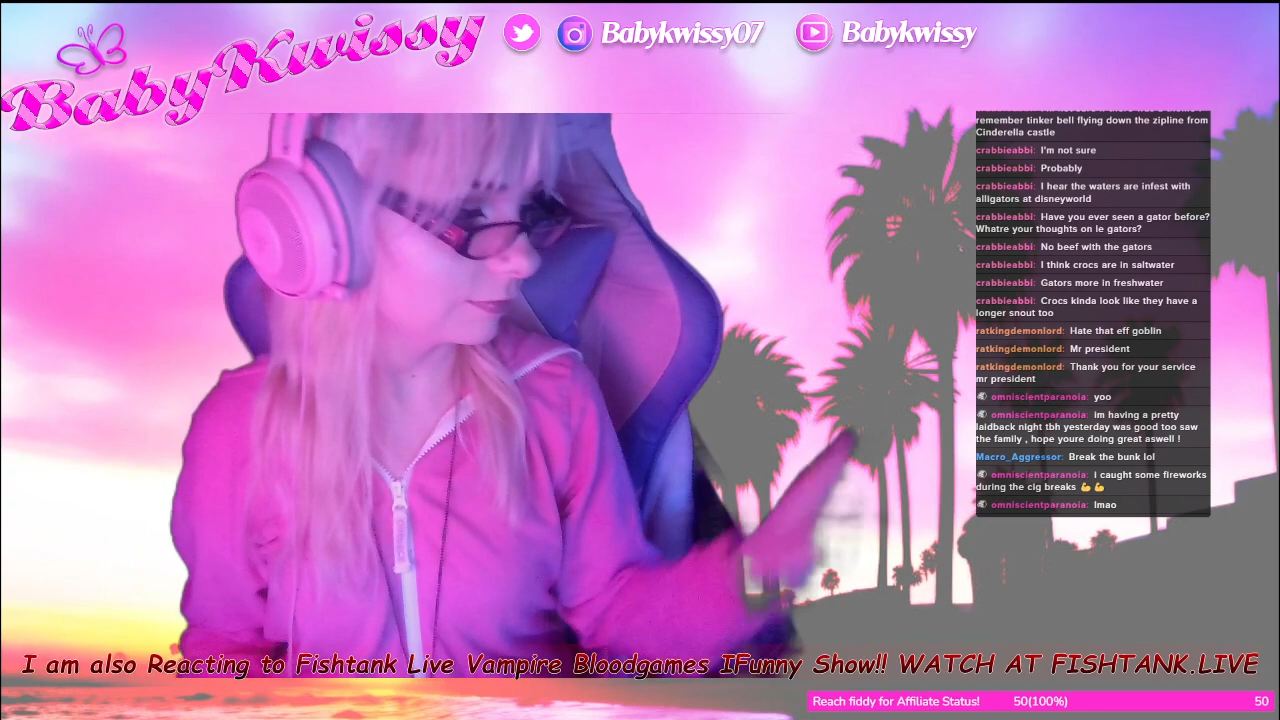 BabyKwissy
Babykwissy07
Babykwissy
remember tinker bell flying down the zipline from
Cinderella castle
crabbieabbi: I'm not sure
crabbieabbi: Probably
crabbieabbi: I hear the waters are infest with
alligators at disneyworld
crabbieabbi: Have you ever seen a gator before?
Whatre your thoughts on le gators?
crabbieabbi: No beef with the gators
crabbieabbi: I think crocs are in saltwater
crabbieabbi: Gators more in freshwater
crabbieabbi: Crocs kinda look like they have a
longer snout too
ratkingdemonlord: Hate that eff goblin
ratkingdemonlord: Mr president
ratkingdemonlord: Thank you for your service
mr president
omniscientparanoia: yoo
omniscientparanoia: im having a pretty
laidback night tbh yesterday was good too saw
the family , hope youre doing great aswell !
Macro_Aggressor: Break the bunk lol
omniscientparanoia: i caught some fireworks
during the cig breaks 💪💪
omniscientparanoia: lmao
I am also Reacting to Fishtank Live Vampire Bloodgames IFunny Show!! WATCH AT FISHTANK.LIVE
Reach fiddy for Affiliate Status! 50(100%) 50